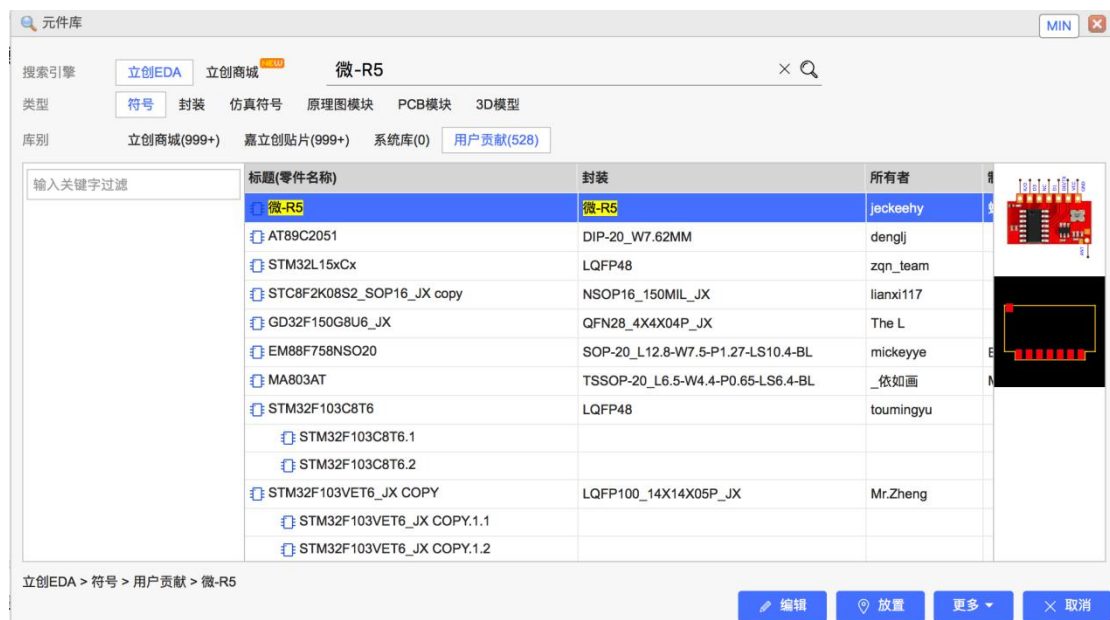 元件库 MIN
搜索引擎 立创EDA 立创商城 NEW 微-R5
类型 符号 封装 仿真符号 原理图模块 PCB模块 3D模型
库别 立创商城(999+) 嘉立创贴片(999+) 系统库(0) 用户贡献(528)
输入关键字过滤
标题(零件名称) 封装 所有者
微-R5 微-R5 jeckeehy
AT89C2051 DIP-20_W7.62MM denglj
STM32L15xCx LQFP48 zqn_team
STC8F2K08S2_SOP16_JX copy NSOP16_150MIL_JX lianxi117
GD32F150G8U6_JX QFN28_4X4X04P_JX The L
EM88F758NSO20 SOP-20_L12.8-W7.5-P1.27-LS10.4-BL mickeyye
MA803AT TSSOP-20_L6.5-W4.4-P0.65-LS6.4-BL _依如画
STM32F103C8T6 LQFP48 toumingyu
STM32F103C8T6.1
STM32F103C8T6.2
STM32F103VET6_JX COPY LQFP100_14X14X05P_JX Mr.Zheng
STM32F103VET6_JX COPY.1.1
STM32F103VET6_JX COPY.1.2
立创EDA > 符号 > 用户贡献 > 微-R5
编辑 放置 更多 取消